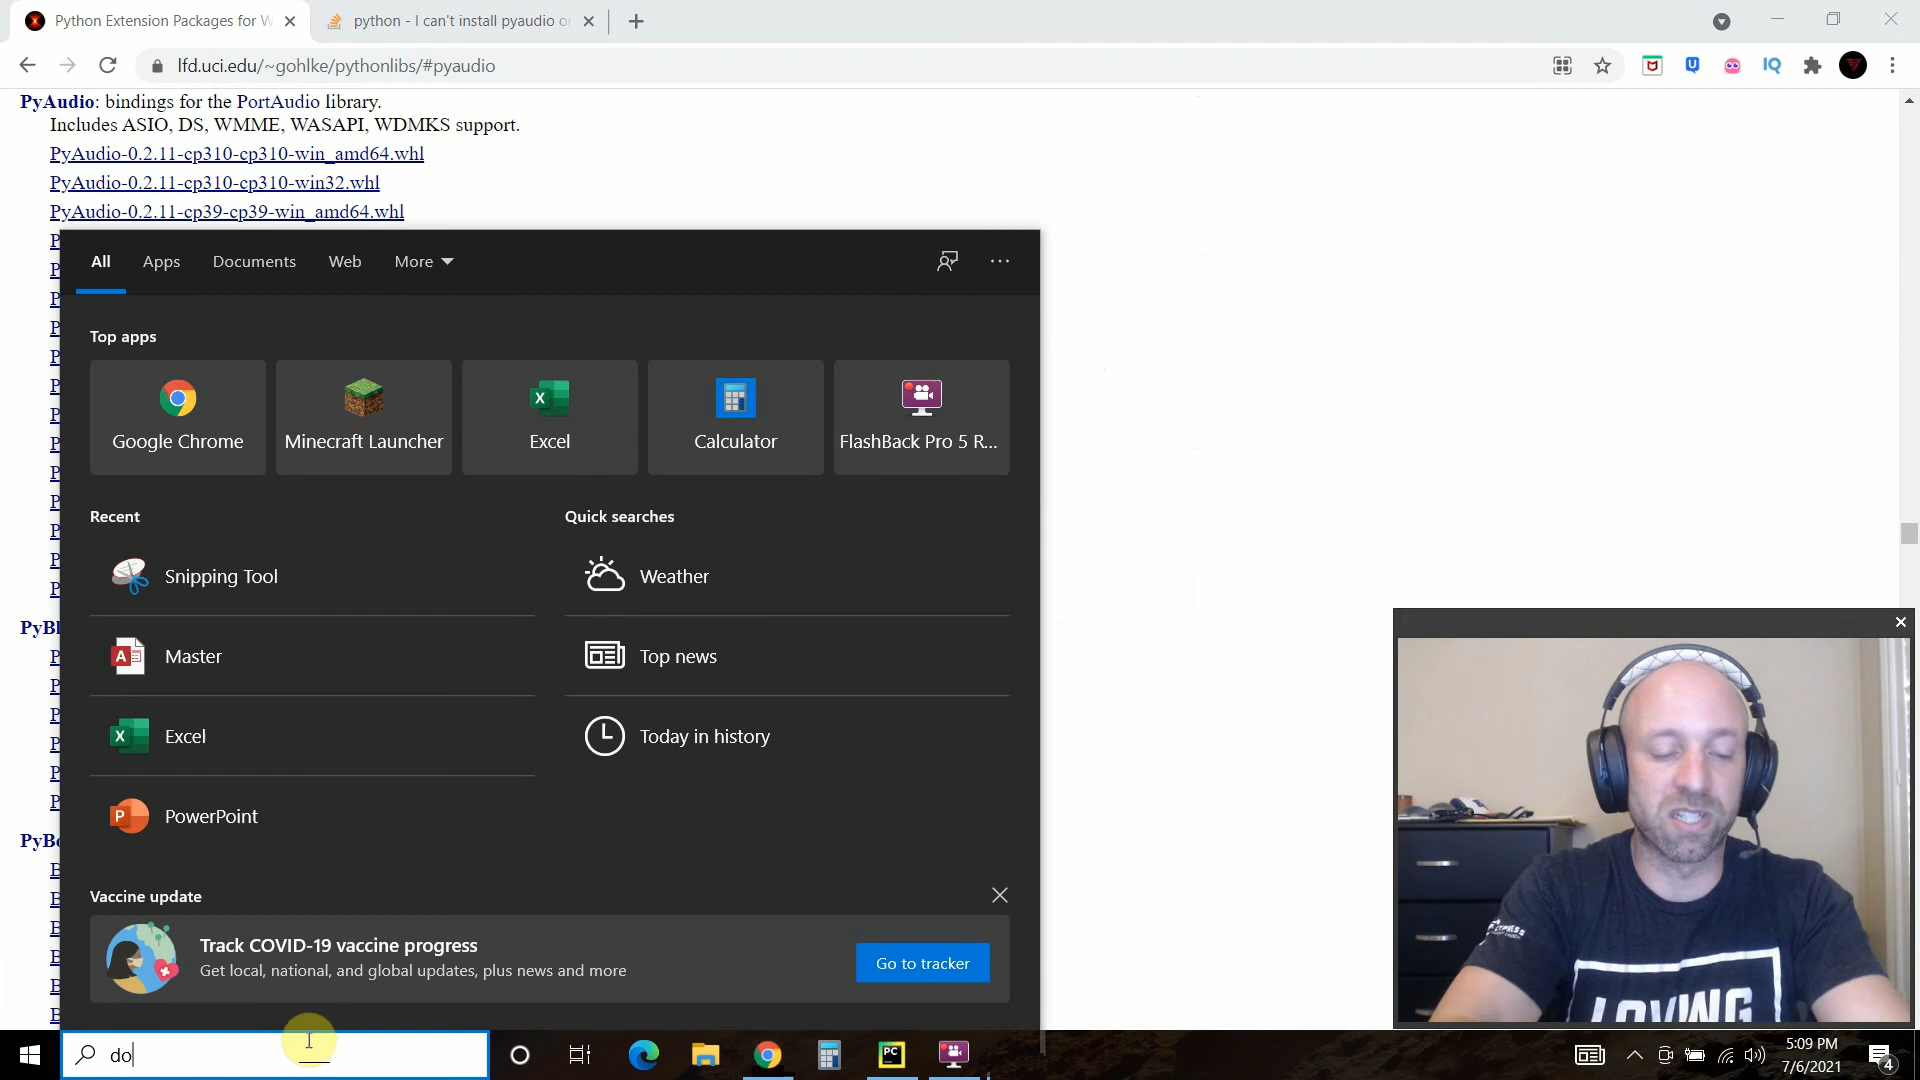 Python Extension Packages for W
python - I can't install pyaudio on
lfd.uci.edu/~gohlke/pythonlibs/#pyaudio
IQ
PyAudio: bindings for the PortAudio library.
Includes ASIO, DS, WMME, WASAPI, WDMKS support.
PyAudio-0.2.11-cp310-cp310-win_amd64.whl
PyAudio-0.2.11-cp310-cp310-win32.whl
PyAudio-0.2.11-cp39-cp39-win_amd64.whl
All
Apps
Documents
Web
More
Top apps
Google Chrome
Minecraft Launcher
Excel
Calculator
FlashBack Pro 5 R...
Recent
Quick searches
Snipping Tool
Weather
Master
Top news
Excel
Today in history
PowerPoint
Vaccine update
Track COVID-19 vaccine progress
Get local, national, and global updates, plus news and more
Go to tracker
LOVING
do
5:09 PM
7/6/2021
4